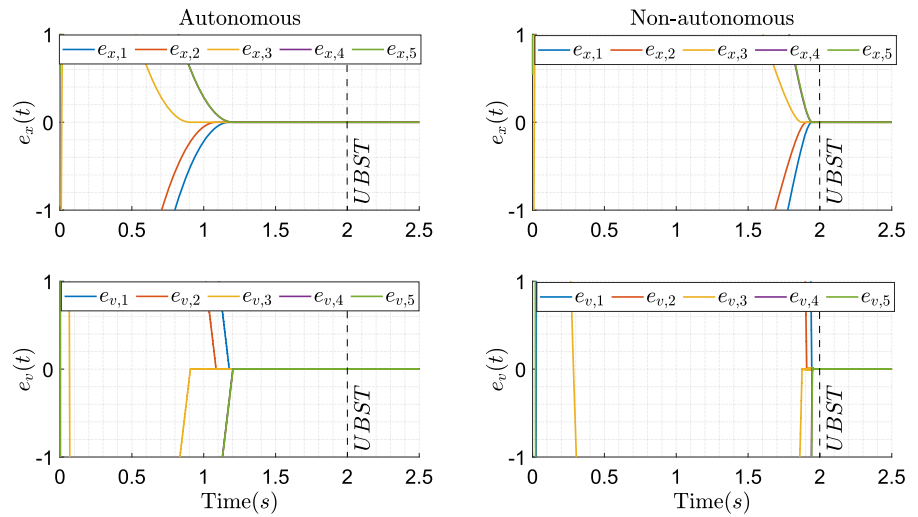 Autonomous
e_{x,1} e_{x,2} e_{x,3} e_{x,4} e_{x,5}
1
0
-1
e_x(t)
UBST
0 0.5 1 1.5 2 2.5
Non-autonomous
e_{x,1} e_{x,2} e_{x,3} e_{x,4} e_{x,5}
1
0
-1
e_x(t)
UBST
0 0.5 1 1.5 2 2.5
e_{v,1} e_{v,2} e_{v,3} e_{v,4} e_{v,5}
1
0
-1
e_v(t)
UBST
0 0.5 1 1.5 2 2.5
Time(s)
e_{v,1} e_{v,2} e_{v,3} e_{v,4} e_{v,5}
1
0
-1
e_v(t)
UBST
0 0.5 1 1.5 2 2.5
Time(s)